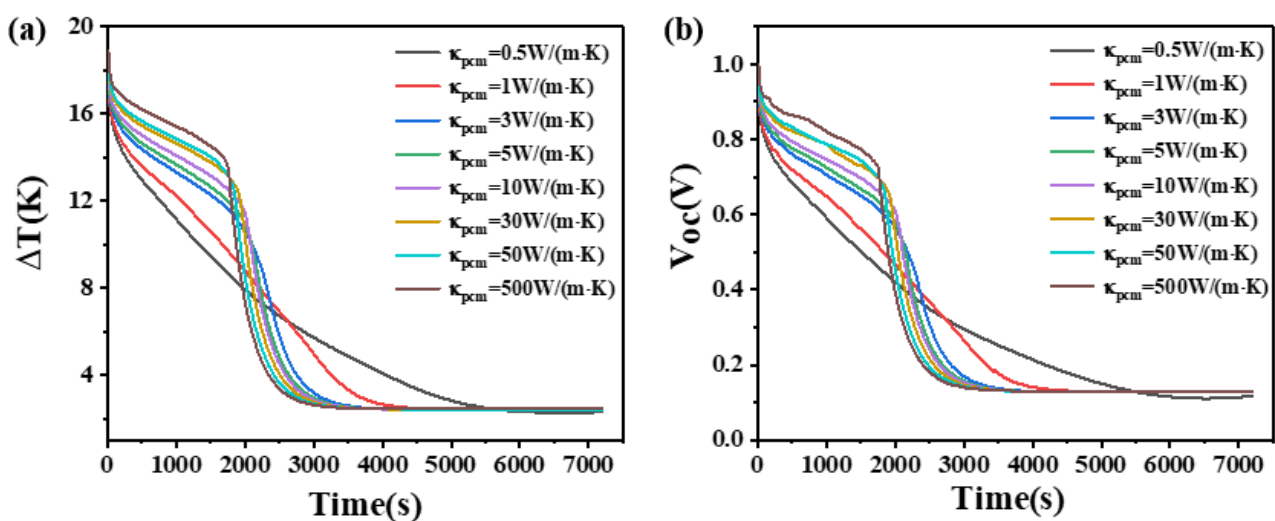 (a)
20
16
12
8
4
ΔT(K)
0 1000 2000 3000 4000 5000 6000 7000
Time(s)
κpcm=0.5W/(m·K)
κpcm=1W/(m·K)
κpcm=3W/(m·K)
κpcm=5W/(m·K)
κpcm=10W/(m·K)
κpcm=30W/(m·K)
κpcm=50W/(m·K)
κpcm=500W/(m·K)
(b)
1.0
0.8
0.6
0.4
0.2
0.0
Voc(V)
0 1000 2000 3000 4000 5000 6000 7000
Time(s)
κpcm=0.5W/(m·K)
κpcm=1W/(m·K)
κpcm=3W/(m·K)
κpcm=5W/(m·K)
κpcm=10W/(m·K)
κpcm=30W/(m·K)
κpcm=50W/(m·K)
κpcm=500W/(m·K)